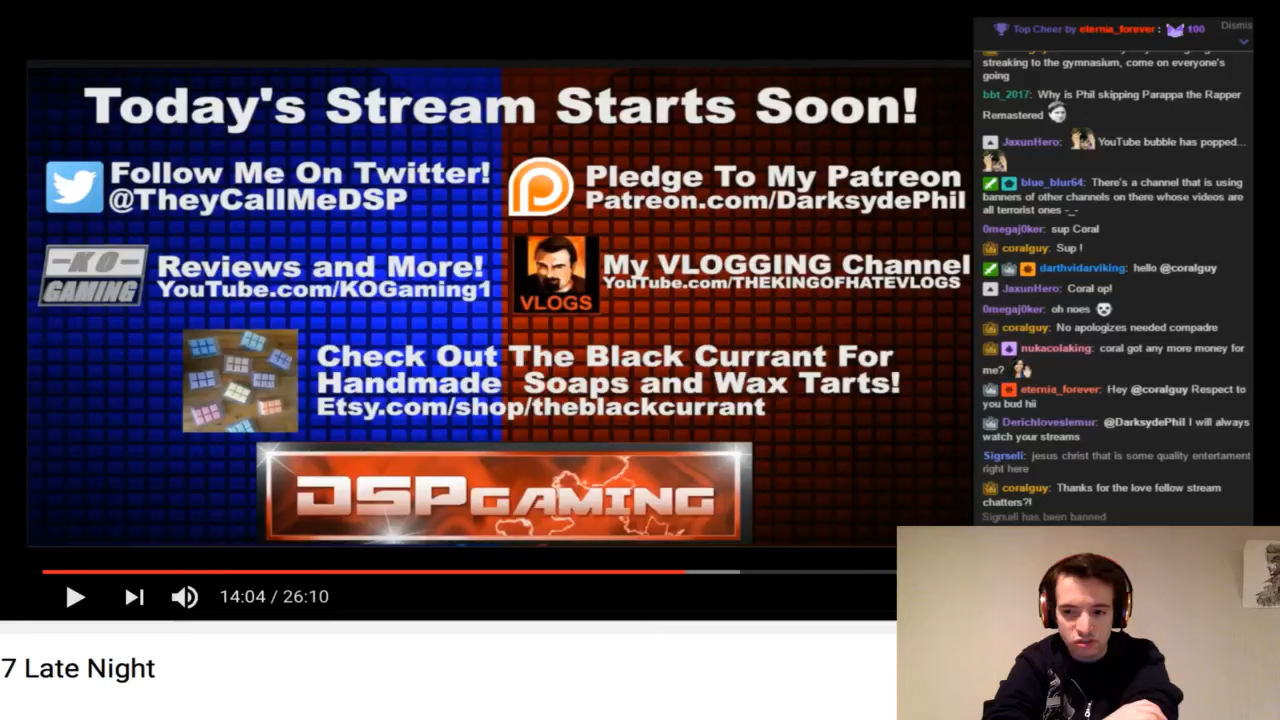 Today's Stream Starts Soon!
Follow Me On Twitter!
@TheyCallMeDSP
Pledge To My Patreon
Patreon.com/DarksydePhil
-KO-
GAMING
Reviews and More!
YouTube.com/KOGaming1
VLOGS
My VLOGGING Channel
YouTube.com/THEKINGOFHATEVLOGS
Check Out The Black Currant For
Handmade Soaps and Wax Tarts!
Etsy.com/shop/theblackcurrant
DSPGAMING
14:04 / 26:10
7 Late Night
Top Cheer by eternia_forever: 100
Dismis
streaking to the gymnasium, come on everyone's
going
bbt_2017: Why is Phil skipping Parappa the Rapper
Remastered
JaxunHero: YouTube bubble has popped...
blue_blur64: There's a channel that is using
banners of other channels on there whose videos are
all terrorist ones -_-
0megaj0ker: sup Coral
coralguy: Sup !
darthvidarviking: hello @coralguy
JaxunHero: Coral op!
0megaj0ker: oh noes
coralguy: No apologizes needed compadre
nukacolaking: coral got any more money for
me?
eternia_forever: Hey @coralguy Respect to
you bud hii
Derichloveslemur: @DarksydePhil I will always
watch your streams
Sigrseli: jesus christ that is some quality entertament
right here
coralguy: Thanks for the love fellow stream
chatters?!
Sigrseli has been banned